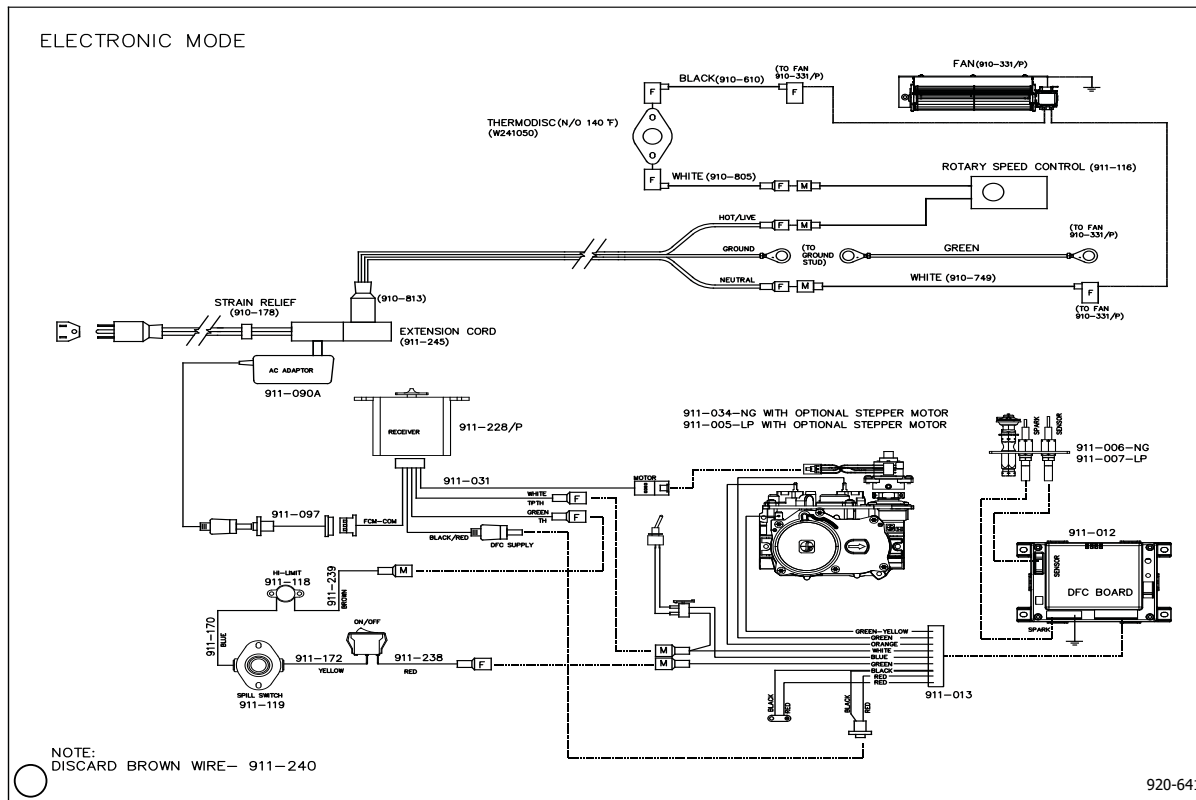 ELECTRONIC MODE
FAN(910-331/P)
(TO FAN
910-331/P)
BLACK(910-610)
F
F
THERMODISC(N/O 140 °F)
(W241050)
F
WHITE(910-805)
F
M
ROTARY SPEED CONTROL (911-116)
HOT/LIVE
F
M
GROUND
(TO
GROUND
STUD)
GREEN
(TO FAN
910-331/P)
NEUTRAL
F
M
WHITE (910-749)
F
(TO FAN
910-331/P)
(910-813)
STRAIN RELIEF
(910-178)
EXTENSION CORD
(911-245)
AC ADAPTOR
911-090A
RECEIVER
911-228/P
911-034-NG WITH OPTIONAL STEPPER MOTOR
911-005-LP WITH OPTIONAL STEPPER MOTOR
SPARK
SENSOR
911-006-NG
911-007-LP
911-031
MOTOR
WHITE
TPTH
F
GREEN
TH
F
911-097
FCM-COM
BLACK/RED
DFC SUPPLY
911-012
SENSOR
DFC BOARD
SPARK
HI-LIMIT
911-118
911-239
BROWN
M
911-170
BLUE
ON/OFF
911-172
YELLOW
911-238
RED
F
M
M
SPILL SWITCH
911-119
GREEN-YELLOW
GREEN
ORANGE
WHITE
BLUE
GREEN
BLACK
RED
RED
911-013
BLACK
RED
BLACK
RED
NOTE:
DISCARD BROWN WIRE- 911-240
920-641